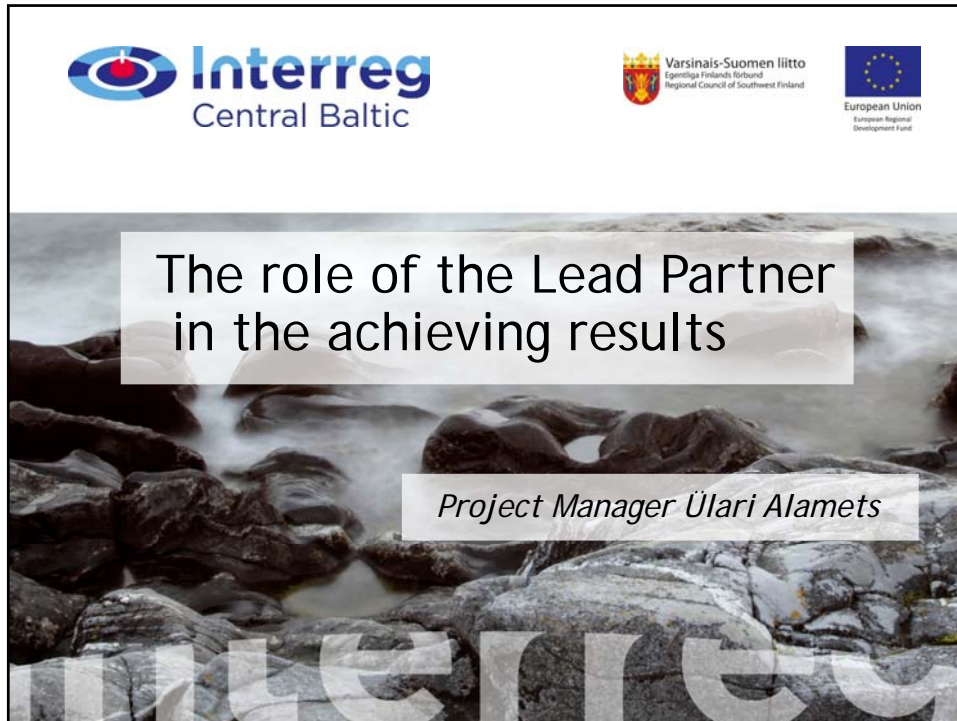 Interreg
Central Baltic
Varsinais-Suomen liitto
Egentliga Finlands förbund
Regional Council of Southwest Finland
European Union
European Regional
Development Fund
The role of the Lead Partner
in the achieving results
Project Manager Ülari Alamets
Interreg